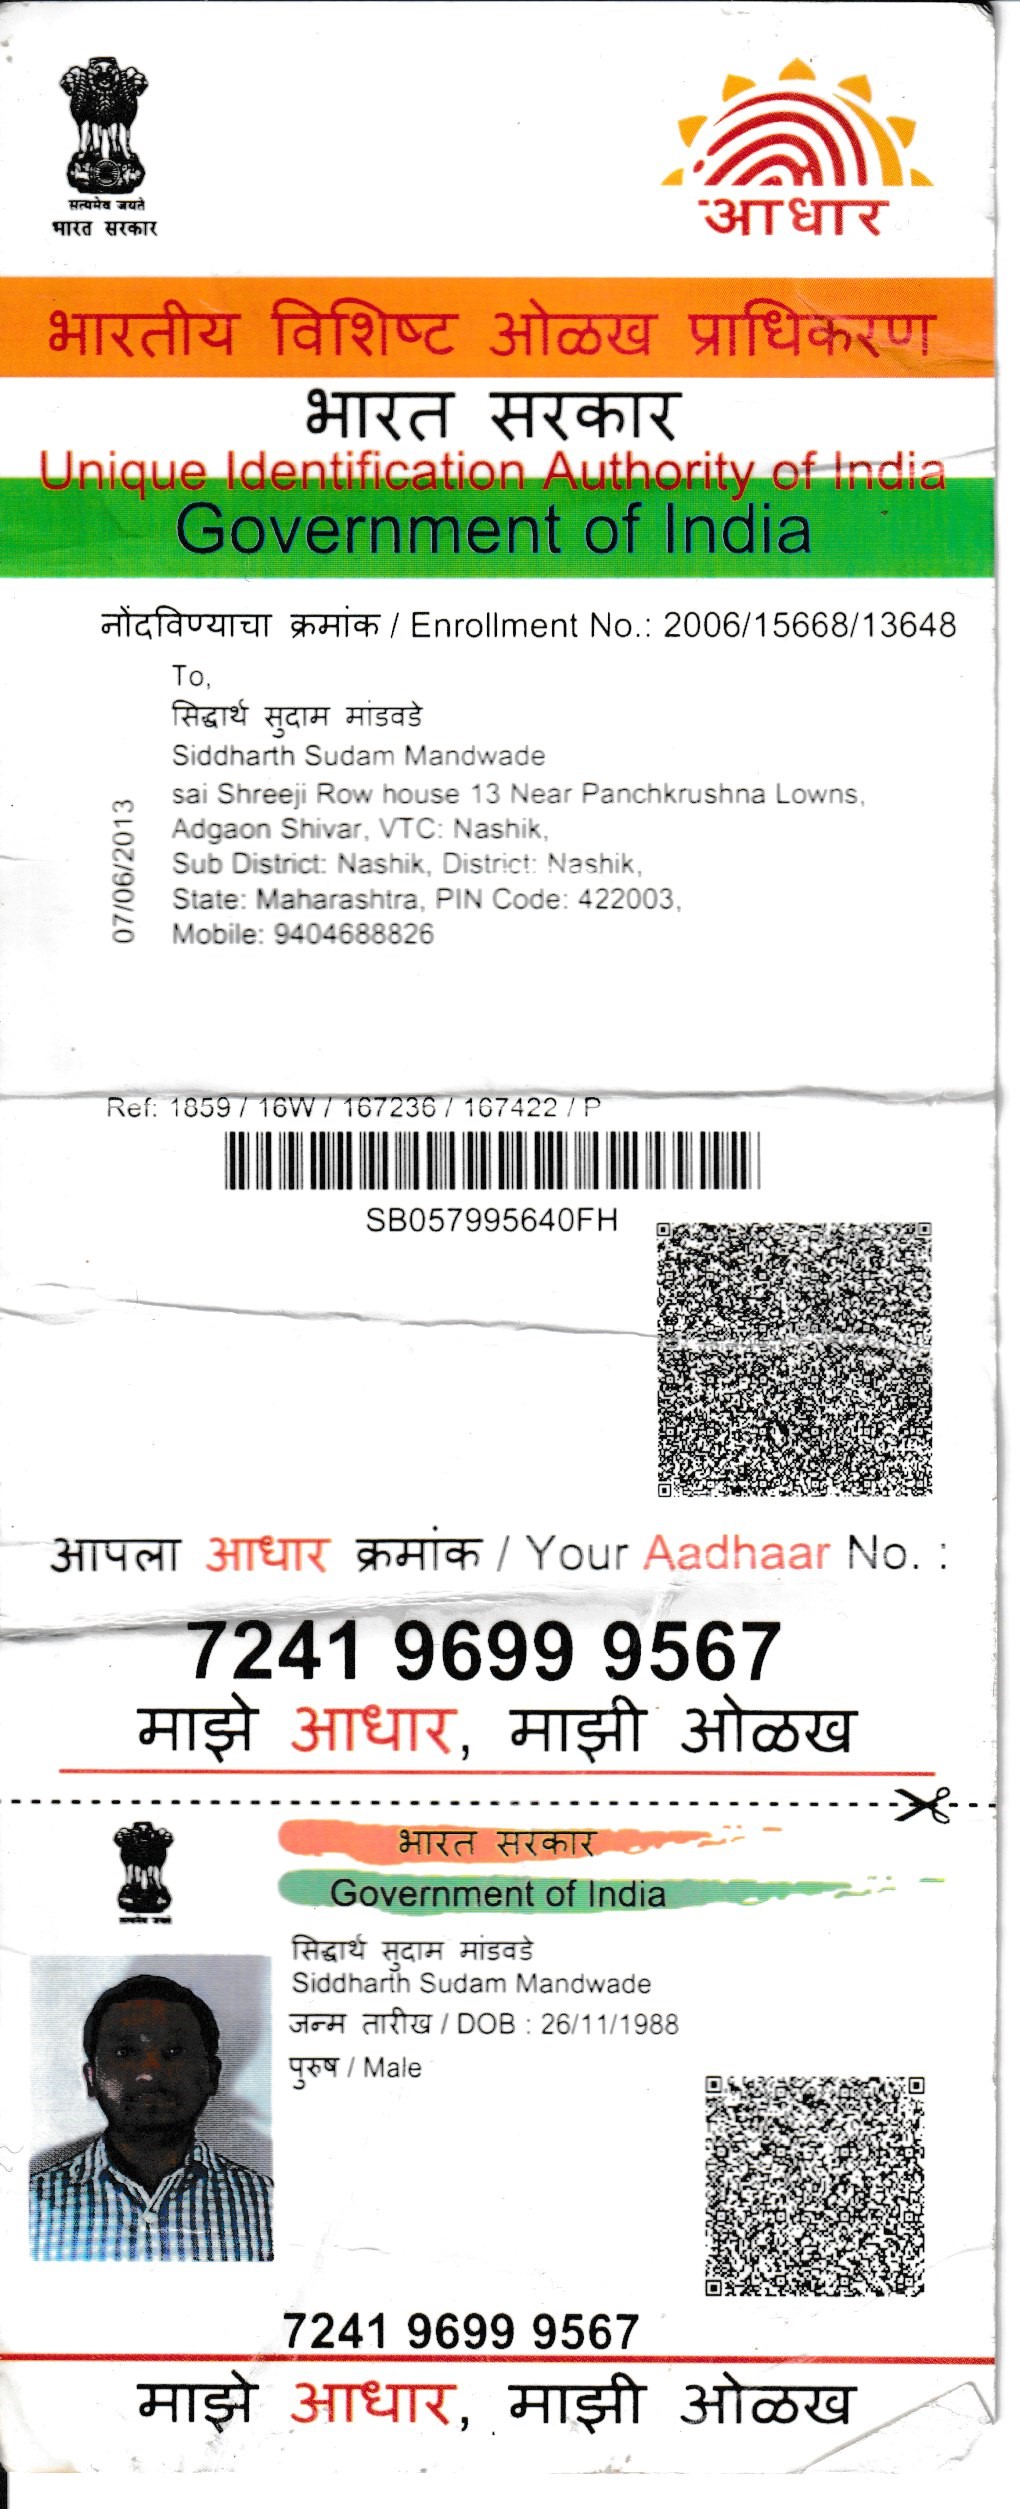 सत्यमेव जयते
भारत सरकार
आधार
भारतीय विशिष्ट ओळख प्राधिकरण
भारत सरकार
Unique Identification Authority of India
Government of India
नोंदविण्याचा क्रमांक / Enrollment No.: 2006/15668/13648
To,
सिद्धार्थ सुदाम मांडवडे
Siddharth Sudam Mandwade
sai Shreeji Row house 13 Near Panchkrushna Lowns,
Adgaon Shivar, VTC: Nashik,
Sub District: Nashik, District: Nashik,
State: Maharashtra, PIN Code: 422003,
Mobile: 9404688826
07/06/2013
Ref: 1859 / 16W / 167236 / 167422 / P
SB057995640FH
आपला आधार क्रमांक / Your Aadhaar No. :
7241 9699 9567
माझे आधार, माझी ओळख
सत्यमेव जयते
भारत सरकार
Government of India
सिद्धार्थ सुदाम मांडवडे
Siddharth Sudam Mandwade
जन्म तारीख / DOB : 26/11/1988
पुरुष / Male
7241 9699 9567
माझे आधार, माझी ओळख